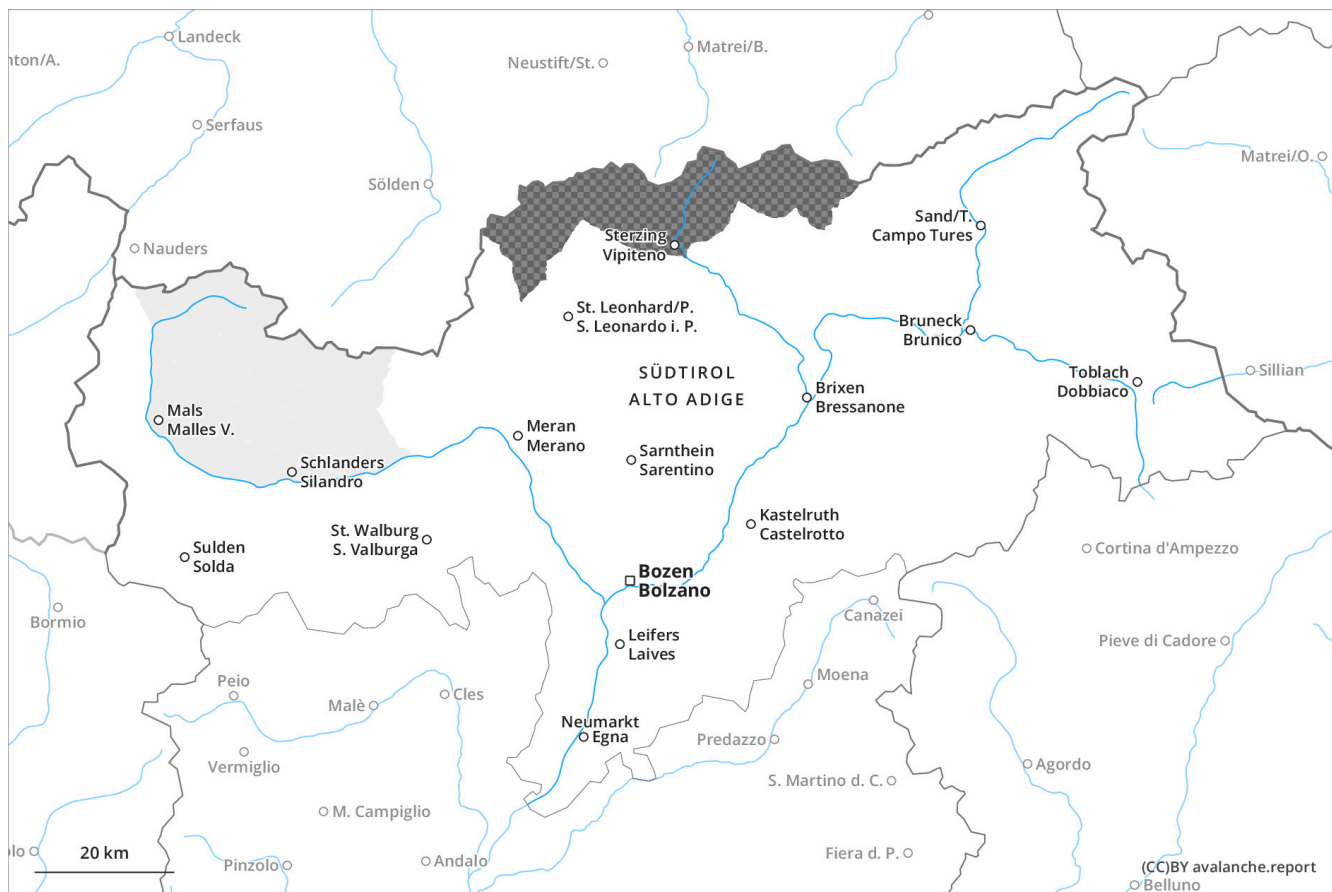 Landeck
Matrei/B.
nton/A.
Neustift/St.
Serfaus
Matrei/O.
Sölden
Sand/T.
Campo Tures
Sterzing
Vipiteno
Nauders
St. Leonhard/P.
S. Leonardo i. P.
Bruneck
Brunico
SÜDTIROL
ALTO ADIGE
Toblach
Dobbiaco
Sillian
Brixen
Bressanone
Mals
Malles V.
Meran
Merano
Sarnthein
Sarentino
Schlanders
Silandro
Kastelruth
Castelrotto
St. Walburg
S. Valburga
Sulden
Solda
Cortina d'Ampezzo
Bozen
Bolzano
Bormio
Canazei
Leifers
Laives
Pieve di Cadore
Peio
Moena
Malè
Cles
Neumarkt
Egna
Predazzo
Vermiglio
Agordo
S. Martino d. C.
M. Campiglio
olo
20 km
Pinzolo
Andalo
Fiera d. P.
(CC)BY avalanche.report
Belluno